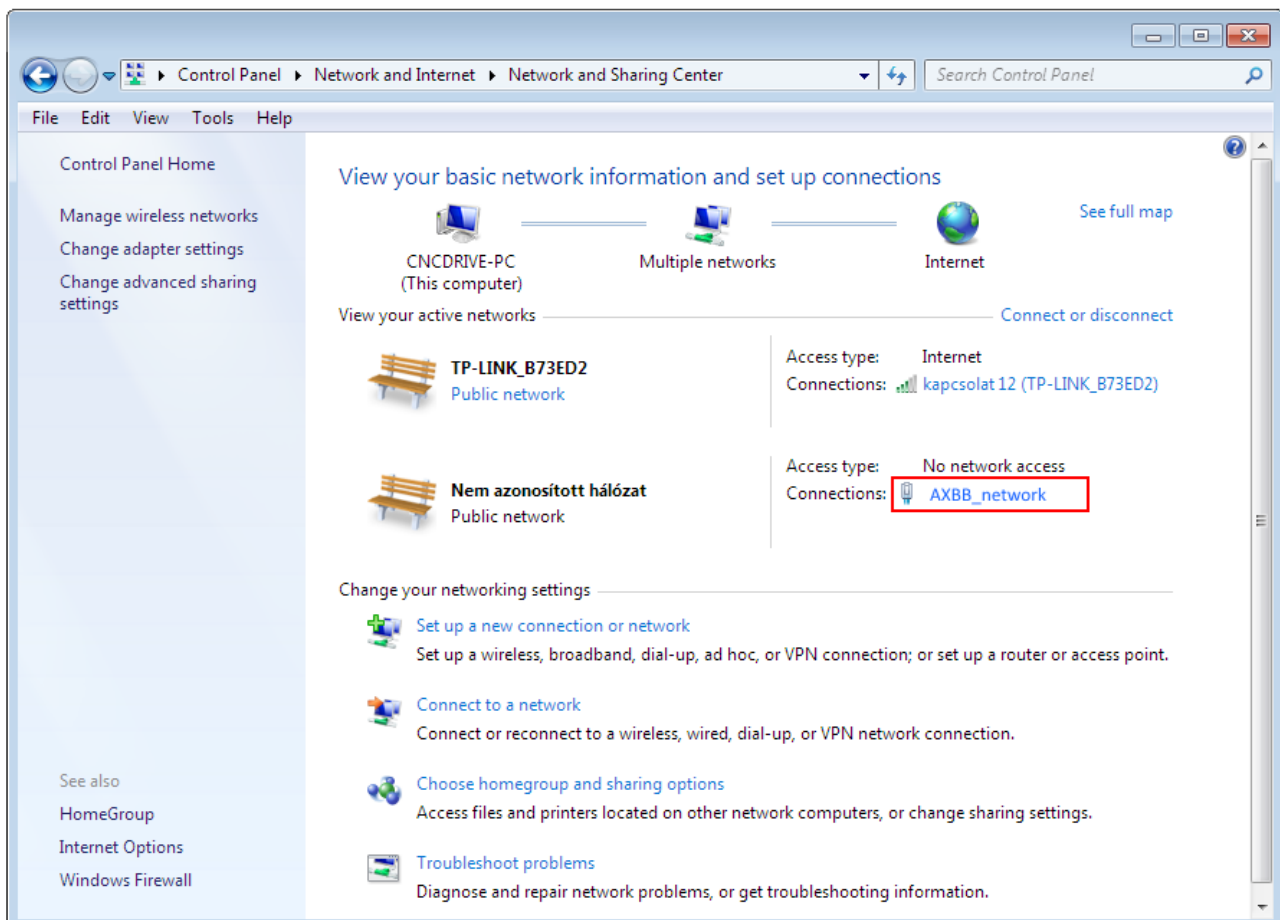 Control Panel Network and Internet Network and Sharing Center Search Control Panel
File Edit View Tools Help
Control Panel Home
Manage wireless networks
Change adapter settings
Change advanced sharing
settings
See also
HomeGroup
Internet Options
Windows Firewall
View your basic network information and set up connections
See full map
CNCDRIVE-PC
(This computer)
Multiple networks
Internet
View your active networks
Connect or disconnect
TP-LINK_B73ED2
Public network
Access type: Internet
Connections: kapcsolat 12 (TP-LINK_B73ED2)
Nem azonosított hálózat
Public network
Access type: No network access
Connections: AXBB_network
Change your networking settings
Set up a new connection or network
Set up a wireless, broadband, dial-up, ad hoc, or VPN connection; or set up a router or access point.
Connect to a network
Connect or reconnect to a wireless, wired, dial-up, or VPN network connection.
Choose homegroup and sharing options
Access files and printers located on other network computers, or change sharing settings.
Troubleshoot problems
Diagnose and repair network problems, or get troubleshooting information.